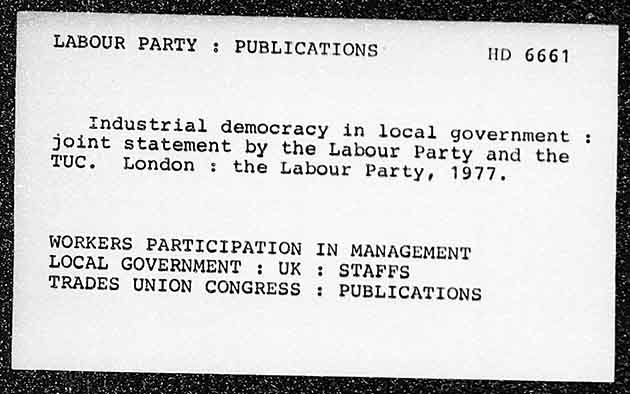 LABOUR PARTY : PUBLICATIONS HD 6661
Industrial democracy in local government :
joint statement by the Labour Party and the
TUC. London : the Labour Party, 1977.
WORKERS PARTICIPATION IN MANAGEMENT
LOCAL GOVERNMENT : UK : STAFFS
TRADES UNION CONGRESS : PUBLICATIONS